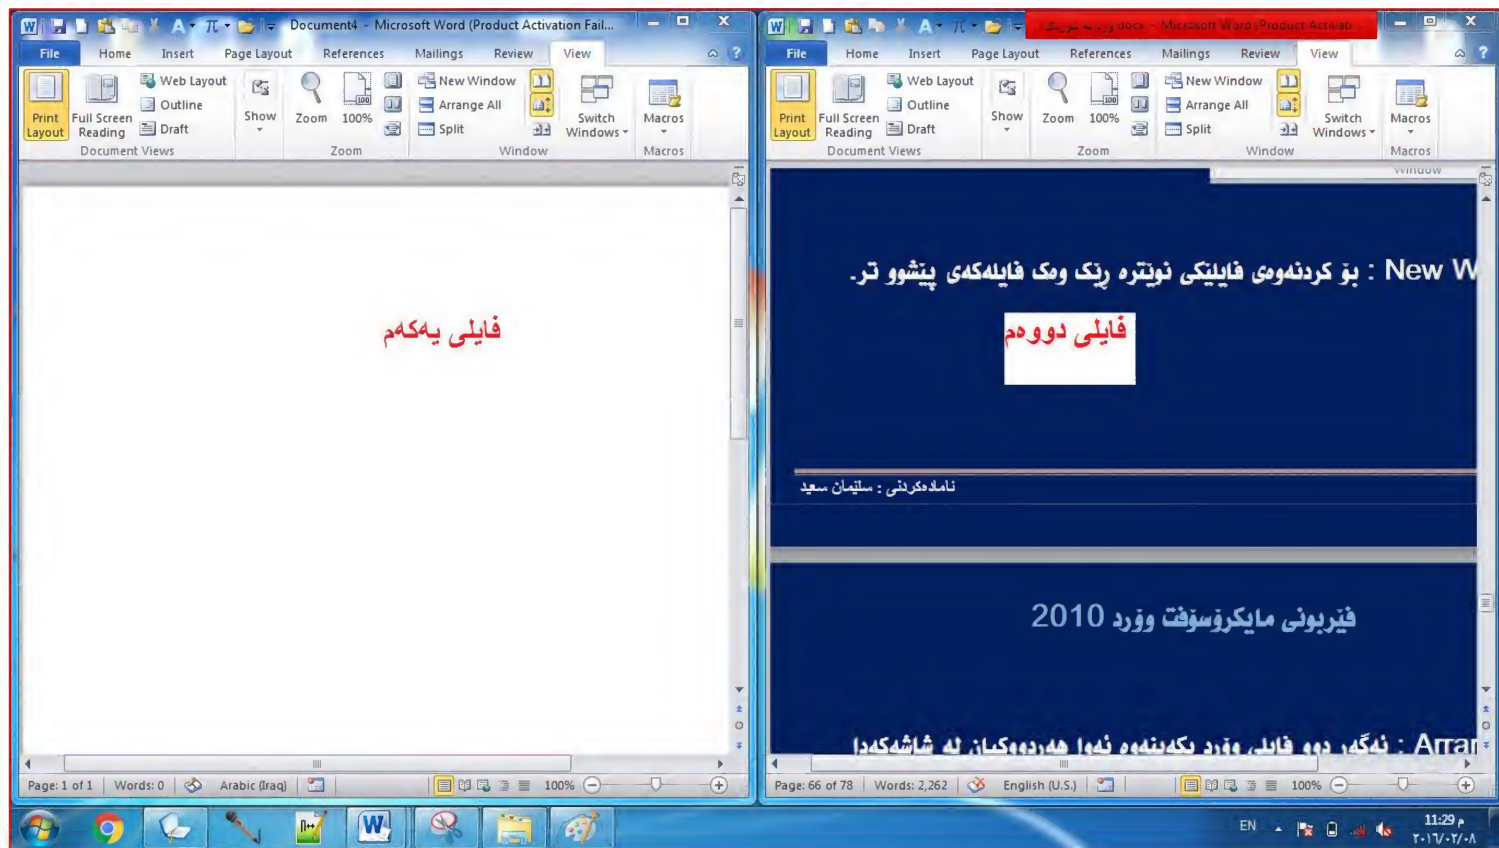 Document4 - Microsoft Word (Product Activation Fail...
File Home Insert Page Layout References Mailings Review View
Print Layout
Full Screen Reading
Web Layout
Outline
Draft
Show
Zoom
100%
New Window
Arrange All
Split
Switch Windows
Macros
Document Views Zoom Window Macros
فایلی یەکەم
Page: 1 of 1 Words: 0 Arabic (Iraq) 100%
.docx - Microsoft Word (Product Activati...
File Home Insert Page Layout References Mailings Review View
Print Layout
Full Screen Reading
Web Layout
Outline
Draft
Show
Zoom
100%
New Window
Arrange All
Split
Switch Windows
Macros
Document Views Zoom Window Macros
Window
New W : بۆ کردنەوەی فایلێکی نوێترە ڕێک وەک فایلەکەی پێشوو تر.
فایلی دووەم
ئامادەکردنی : سلێمان سعید
فێربونی مایکرۆسۆفت وۆرد 2010
Arrar : ئەگەر دوو فایلی وۆرد بکەینەوە ئەوا هەردووکیان لە شاشەکەدا
Page: 66 of 78 Words: 2,262 English (U.S.) 100%
EN
11:29 م
٢٠١٦/٠٢/٠٨